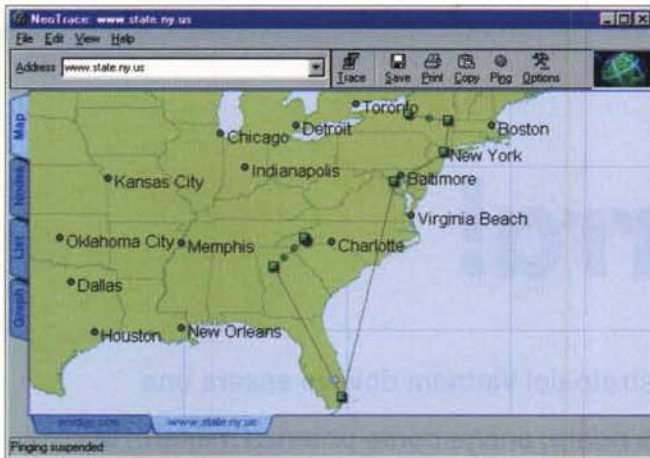 NeoTrace: www.state.ny.us
File Edit View Help
Address www.state.ny.us
Trace Save Print Copy Ping Options
Map
Nodes
List
Graph
Toronto
Chicago
Detroit
Boston
Indianapolis
New York
Kansas City
Baltimore
Virginia Beach
Oklahoma City
Memphis
Charlotte
Dallas
Houston
New Orleans
www.state.ny.us
Pinging suspended